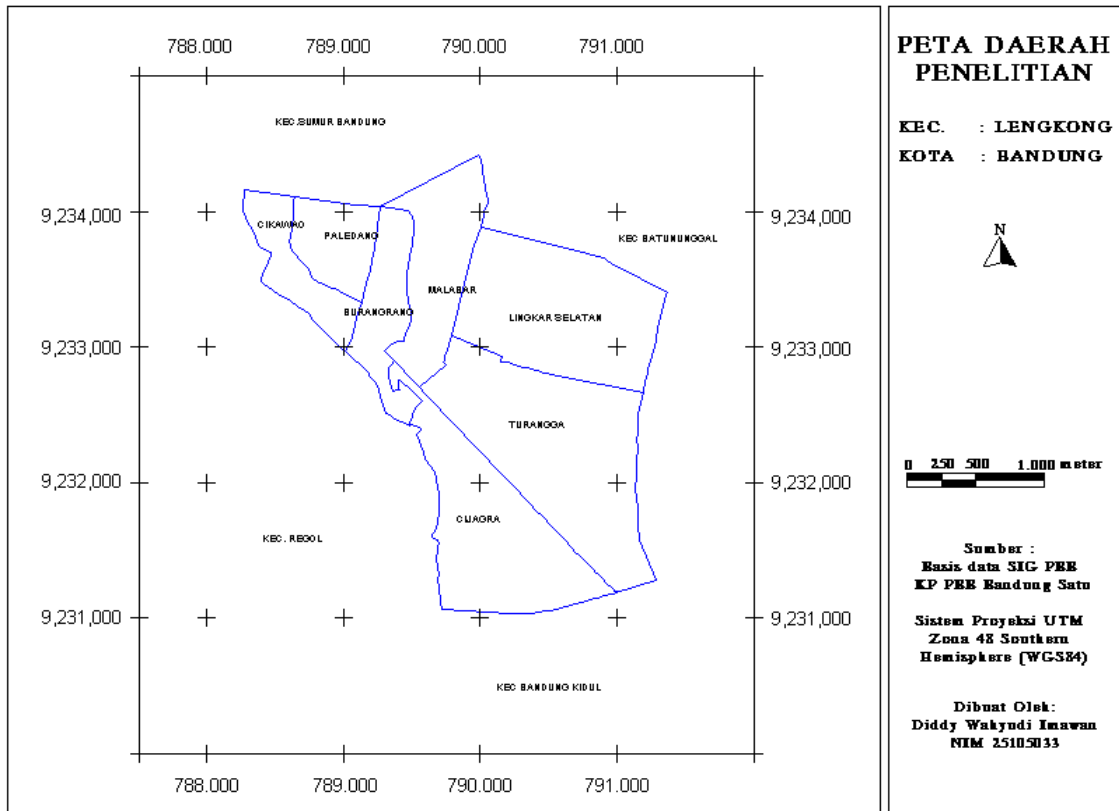 788.000 789.000 790.000 791.000
KEC.SUMUR BANDUNG
9,234,000 9,234,000
CIKAWAO
PALEDANG
KEC BATUNUNGGAL
MALABAR
BURANGRANG
LINGKAR SELATAN
9,233,000 9,233,000
TURANGGA
9,232,000 9,232,000
CIJAGRA
KEC. REGOL
9,231,000 9,231,000
KEC BANDUNG KIDUL
788.000 789.000 790.000 791.000
PETA DAERAH
PENELITIAN
KEC. : LENGKONG
KOTA : BANDUNG
N
0 250 500 1.000 meter
Sumber :
Basis data SIG PBB
KP PBB Bandung Satu
Sistem Proyeksi UTM
Zona 48 Southern
Hemisphere (WGS84)
Dibuat Oleh:
Diddy Wahyudi Imawan
NIM 25105033